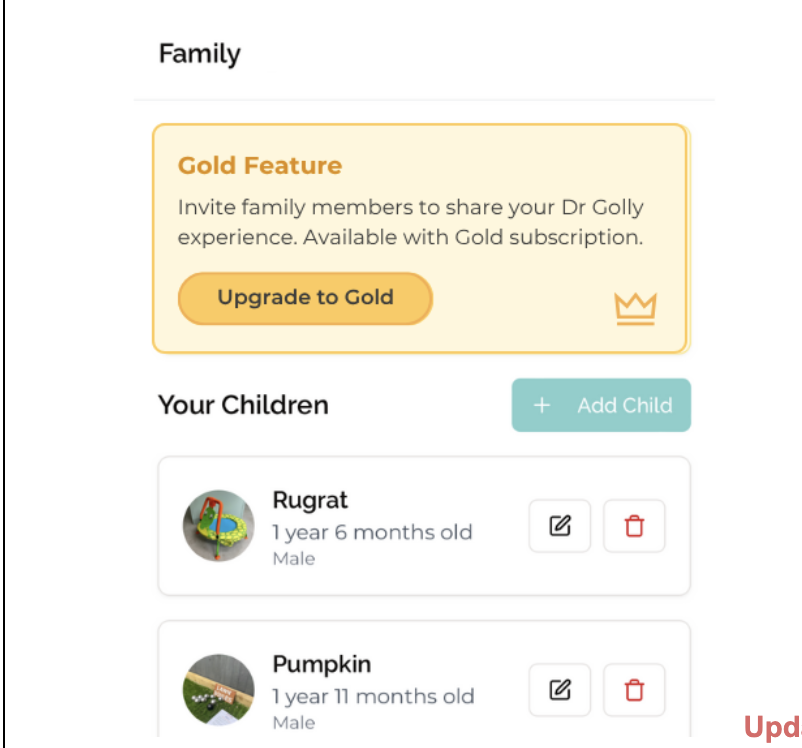 Family
Gold Feature
Invite family members to share your Dr Golly
experience. Available with Gold subscription.
Upgrade to Gold
Your Children
+ Add Child
Rugrat
1 year 6 months old
Male
Pumpkin
1 year 11 months old
Male